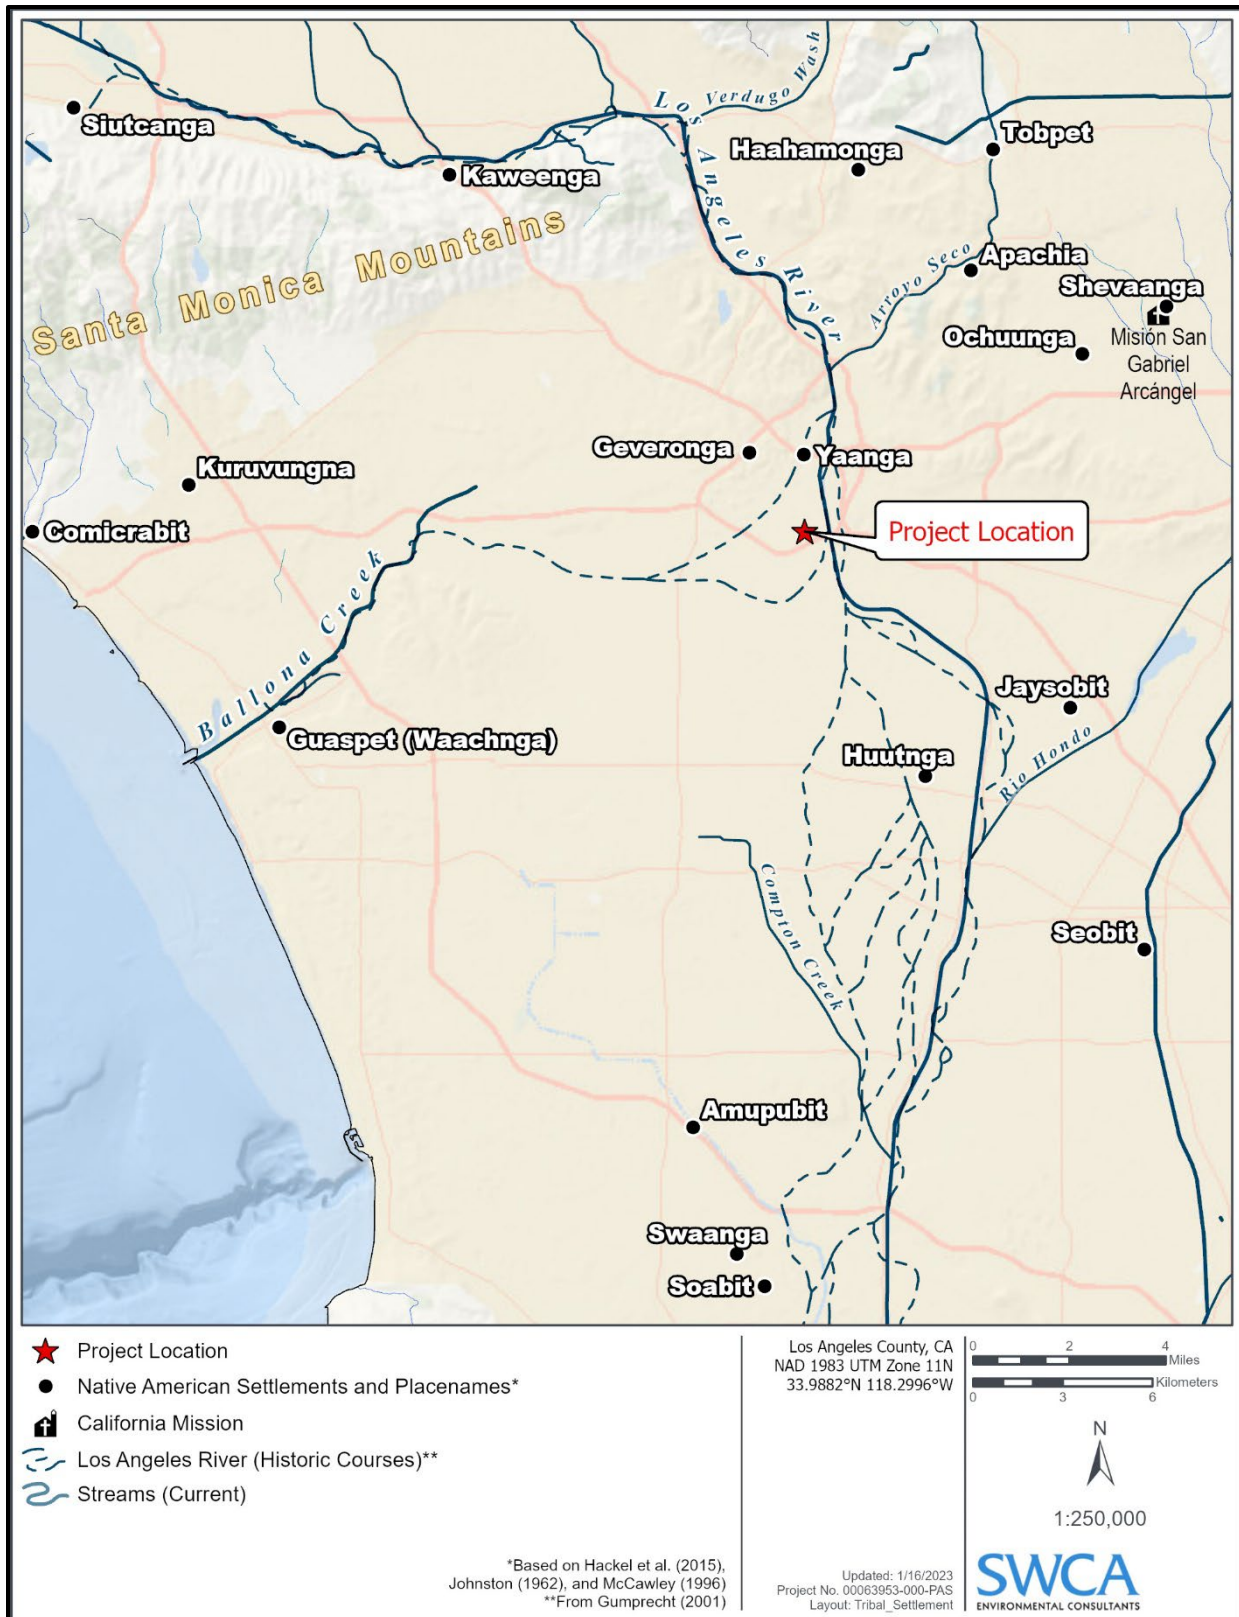 Los Angeles River
Verdugo Wash
Siutcanga
Tobpet
Haahamonga
Kaweenga
Santa Monica Mountains
Arroyo Seco
Apachia
Shevaanga
Ochuunga
Misión San
Gabriel
Arcángel
Geveronga
Yaanga
Kuruvungna
Comicrabit
Project Location
Ballona Creek
Jaysobit
Guaspet (Waachnga)
Huutnga
Rio Hondo
Compton Creek
Seobit
Amupubit
Swaanga
Soabit
Project Location
Native American Settlements and Placenames*
California Mission
Los Angeles River (Historic Courses)**
Streams (Current)
*Based on Hackel et al. (2015),
Johnston (1962), and McCawley (1996)
**From Gumprecht (2001)
Los Angeles County, CA
NAD 1983 UTM Zone 11N
33.9882°N 118.2996°W
Updated: 1/16/2023
Project No. 00063953-000-PAS
Layout: Tribal_Settlement
0 2 4
Miles
Kilometers
0 3 6
N
1:250,000
SWCA
ENVIRONMENTAL CONSULTANTS